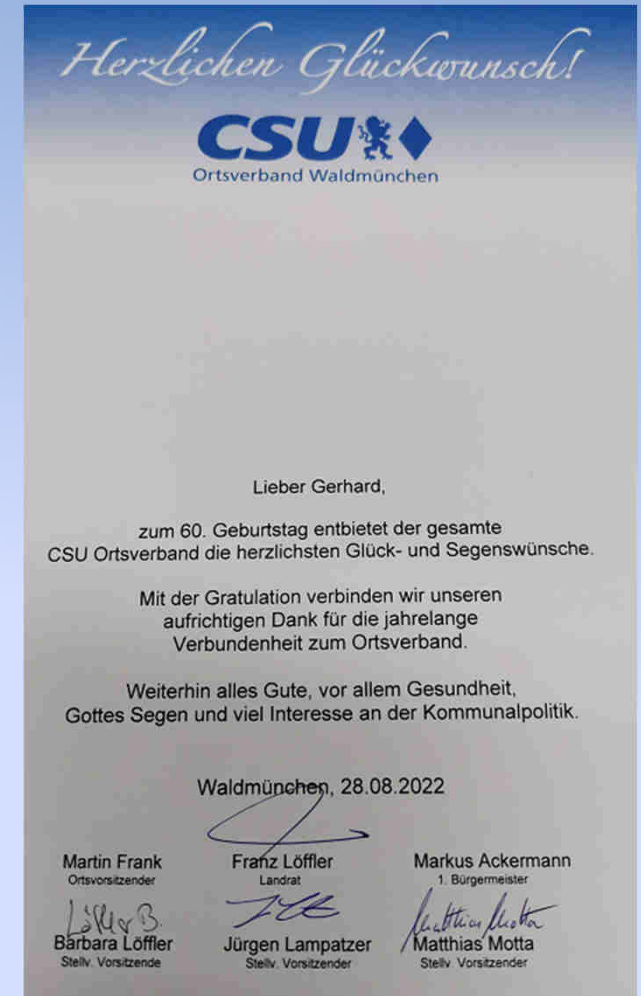 Herzlichen Glückwunsch!
CSU
Ortsverband Waldmünchen
Lieber Gerhard,
zum 60. Geburtstag entbietet der gesamte
CSU Ortsverband die herzlichsten Glück- und Segenswünsche.
Mit der Gratulation verbinden wir unseren
aufrichtigen Dank für die jahrelange
Verbundenheit zum Ortsverband.
Weiterhin alles Gute, vor allem Gesundheit,
Gottes Segen und viel Interesse an der Kommunalpolitik.
Waldmünchen, 28.08.2022
Martin Frank Franz Löffler Markus Ackermann
Ortsvorsitzender Landrat 1. Bürgermeister
Löffler B. Matthias Motta
Barbara Löffler Jürgen Lampatzer Matthias Motta
Stellv. Vorsitzende Stellv. Vorsitzender Stellv. Vorsitzender